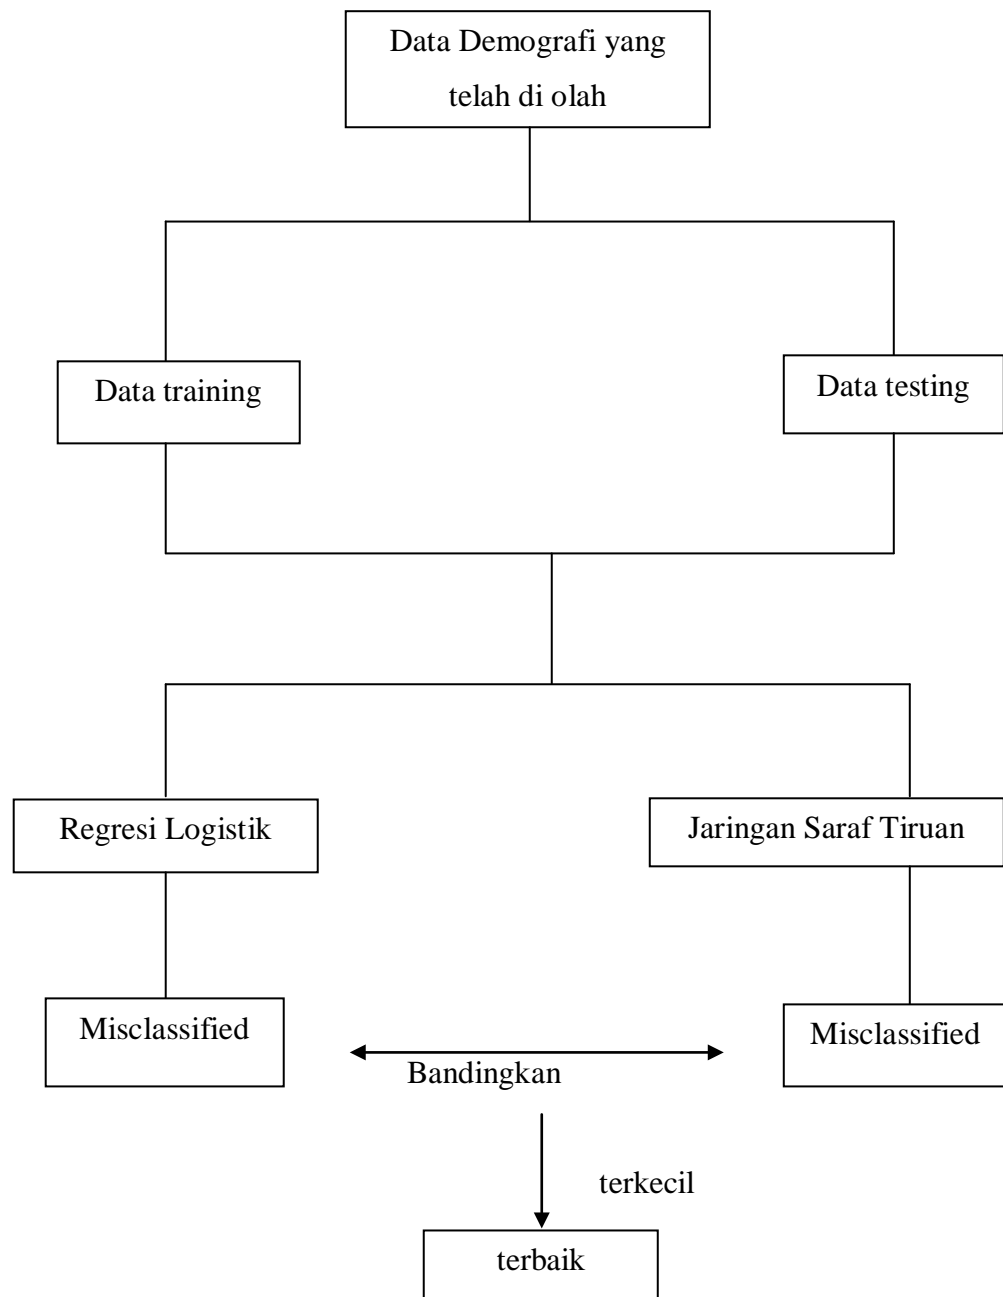 Data Demografi yang
telah di olah
Data training
Data testing
Regresi Logistik
Jaringan Saraf Tiruan
Misclassified
Misclassified
Bandingkan
terkecil
terbaik